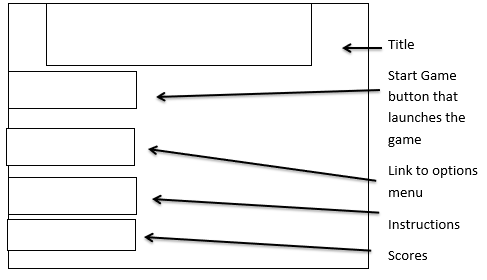 Title
Start Game
button that
launches the
game
Link to options
menu
Instructions
Scores